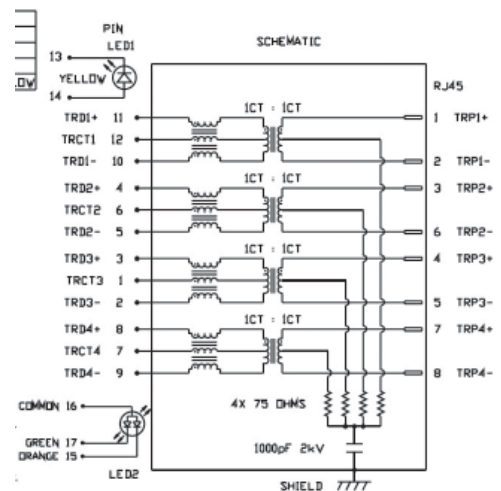 PIN
LED1
SCHEMATIC
13
YELLOW
14
RJ45
1CT : 1CT
TRD1+ 11
1 TRP1+
TRCT1 12
TRD1- 10
2 TRP1-
1CT : 1CT
TRD2+ 4
3 TRP2+
TRCT2 6
TRD2- 5
6 TRP2-
1CT : 1CT
TRD3+ 3
4 TRP3+
TRCT3 1
TRD3- 2
5 TRP3-
1CT : 1CT
TRD4+ 8
7 TRP4+
TRCT4 7
TRD4- 9
8 TRP4-
4X 75 OHMS
COMMON 16
GREEN 17
ORANGE 15
1000pF 2kV
LED2
SHIELD